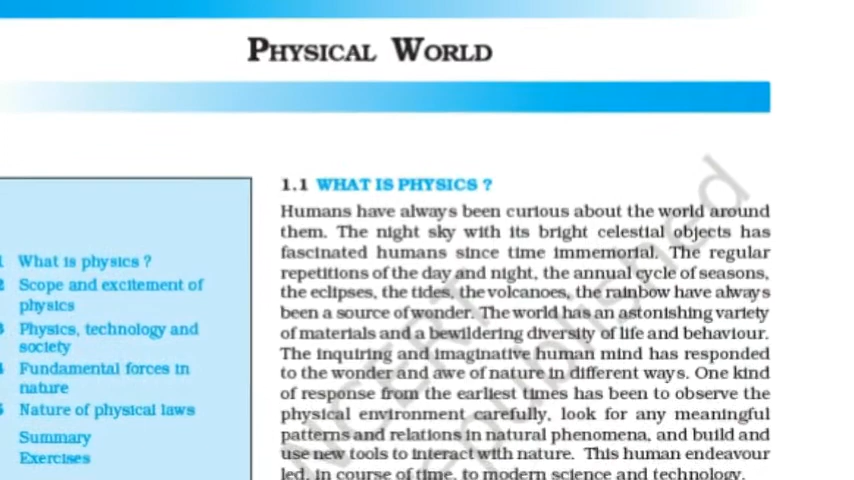 PHYSICAL WORLD
1.1 WHAT IS PHYSICS ?
Humans have always been curious about the world around
them. The night sky with its bright celestial objects has
fascinated humans since time immemorial. The regular
repetitions of the day and night, the annual cycle of seasons,
the eclipses, the tides, the volcanoes, the rainbow have always
been a source of wonder. The world has an astonishing variety
of materials and a bewildering diversity of life and behaviour.
The inquiring and imaginative human mind has responded
to the wonder and awe of nature in different ways. One kind
of response from the earliest times has been to observe the
physical environment carefully, look for any meaningful
patterns and relations in natural phenomena, and build and
use new tools to interact with nature. This human endeavour
led, in course of time, to modern science and technology.
What is physics ?
Scope and excitement of
physics
Physics, technology and
society
Fundamental forces in
nature
Nature of physical laws
Summary
Exercises
NCERT
republished